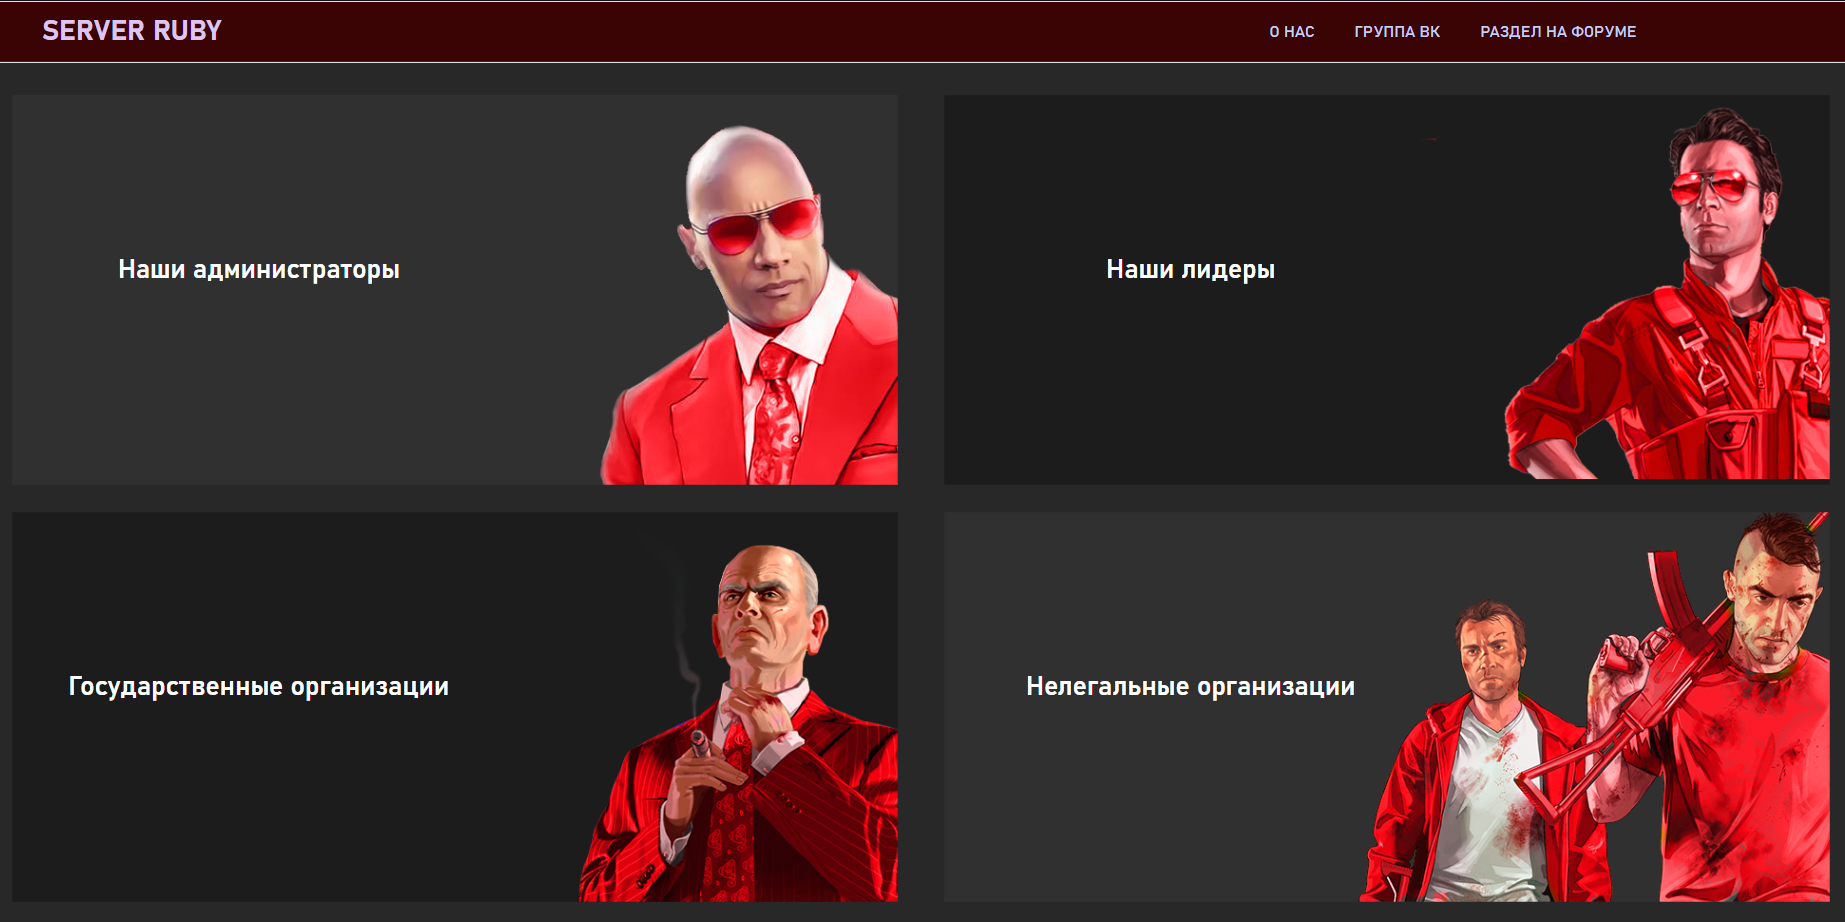 SERVER RUBY
О НАС
ГРУППА ВК
РАЗДЕЛ НА ФОРУМЕ
Наши администраторы
Наши лидеры
Государственные организации
Нелегальные организации